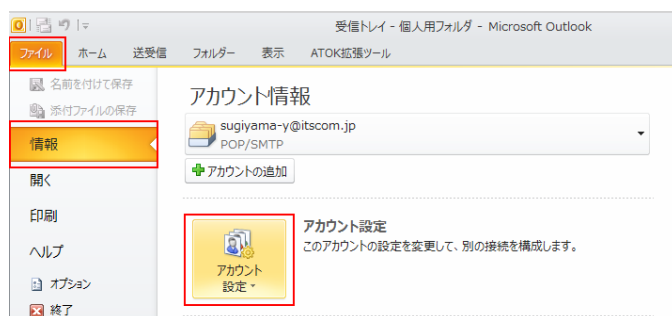 受信トレイ - 個人用フォルダ - Microsoft Outlook
ファイル ホーム 送受信 フォルダー 表示 ATOK拡張ツール
名前を付けて保存
添付ファイルの保存
情報
開く
印刷
ヘルプ
オプション
終了
アカウント情報
sugiyama-y@itscom.jp
POP/SMTP
アカウントの追加
アカウント
設定
アカウント設定
このアカウントの設定を変更して、別の接続を構成します。